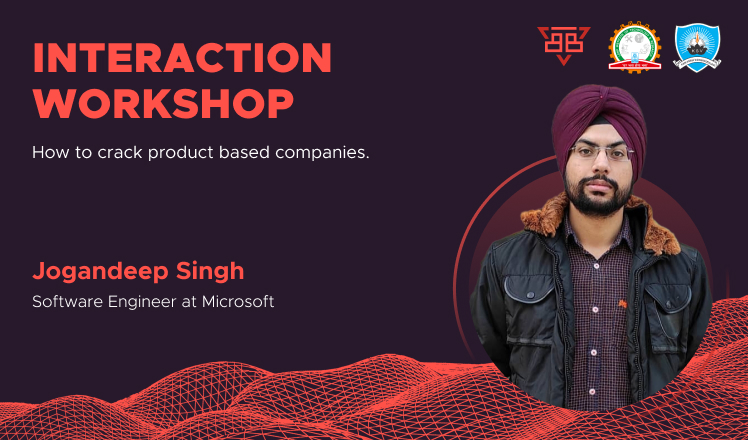 INTERACTION
WORKSHOP
How to crack product based companies.
Jogandeep Singh
Software Engineer at Microsoft